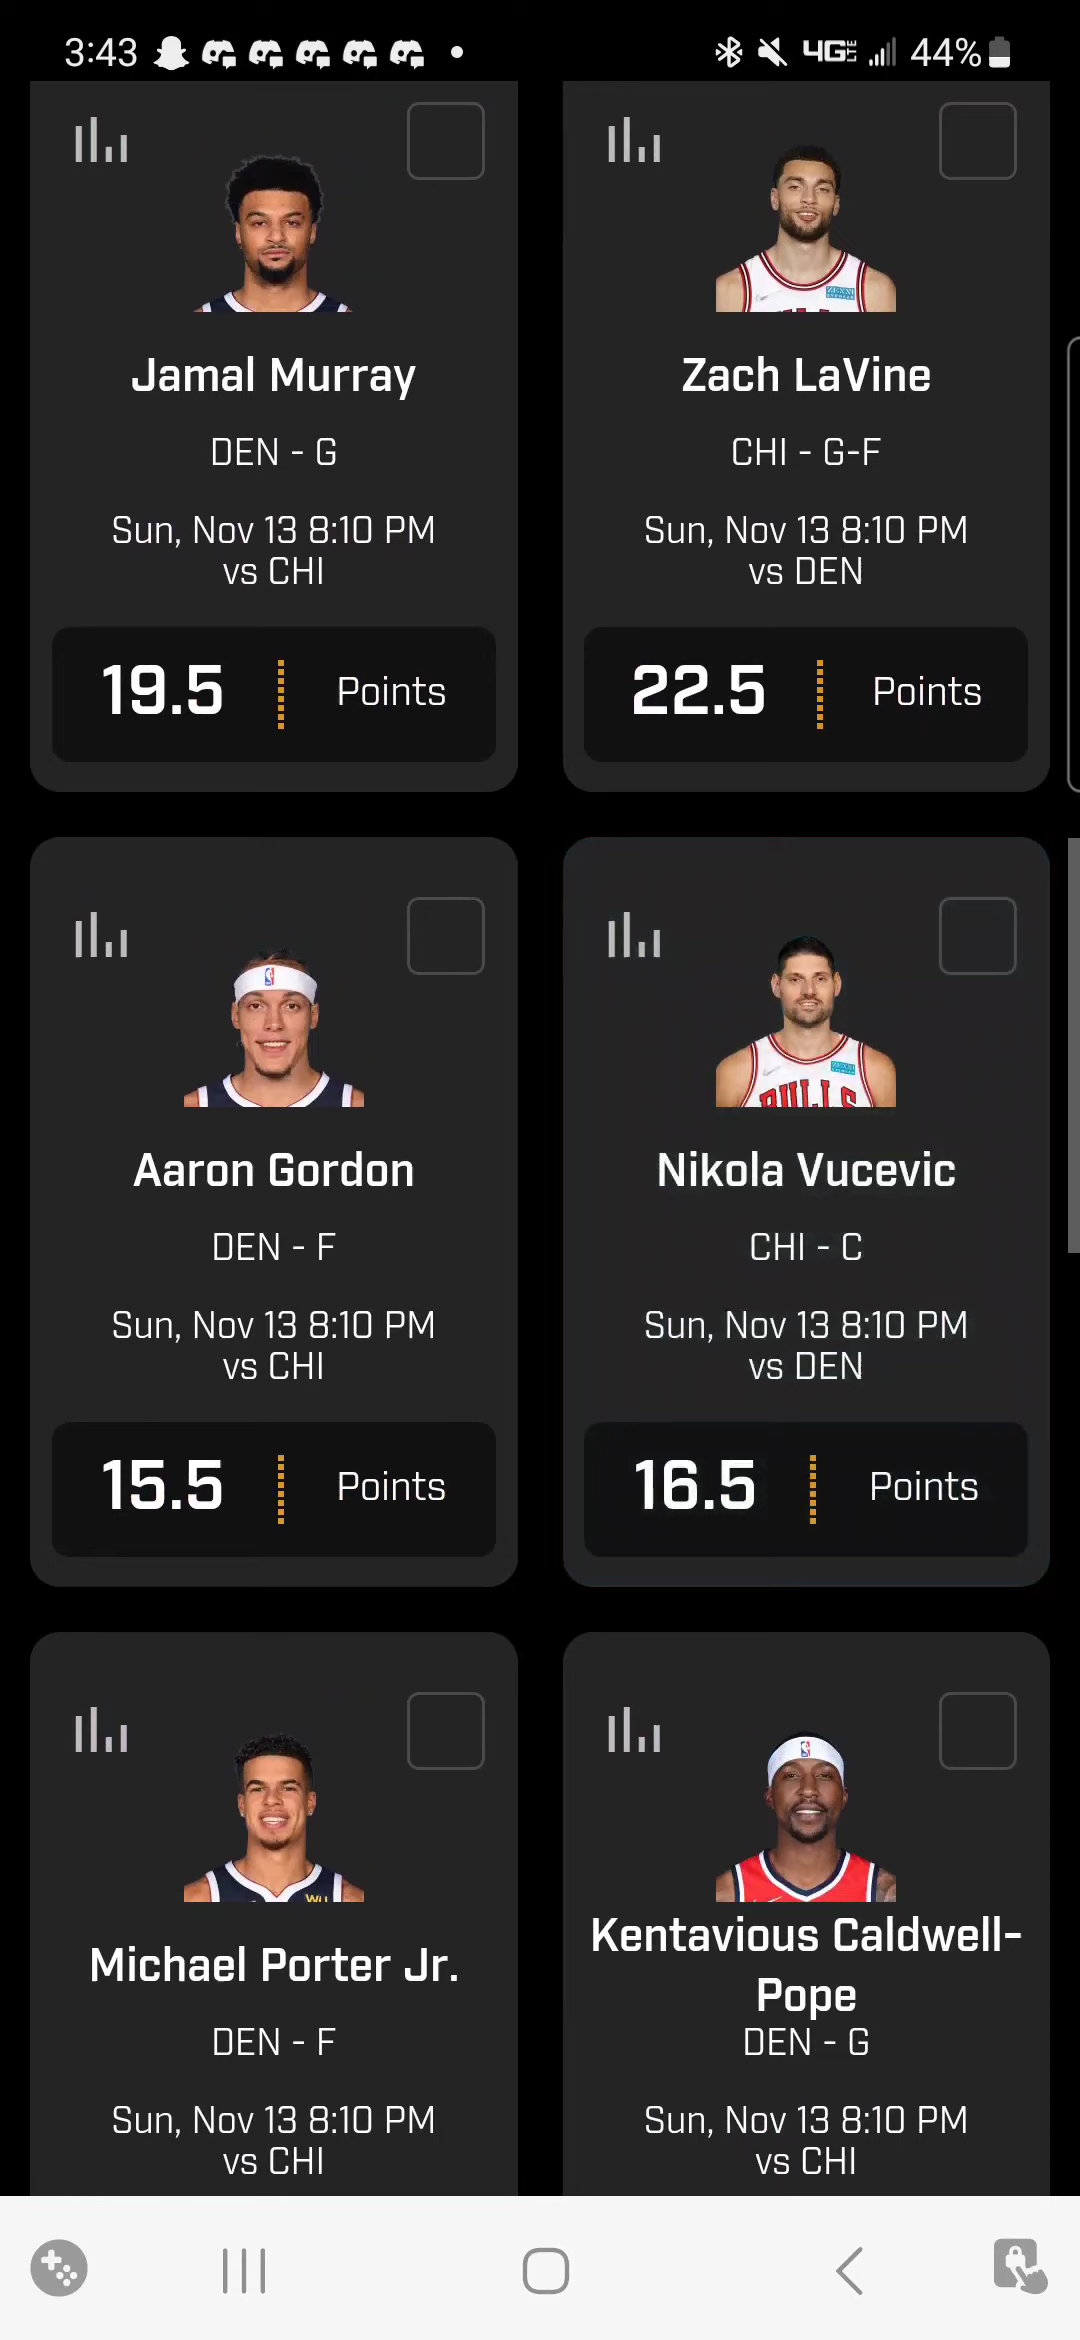 3:43
4G LTE
44%
Jamal Murray
DEN - G
Sun, Nov 13 8:10 PM
vs CHI
19.5
Points
Zach LaVine
CHI - G-F
Sun, Nov 13 8:10 PM
vs DEN
22.5
Points
Aaron Gordon
DEN - F
Sun, Nov 13 8:10 PM
vs CHI
15.5
Points
BULLS
Nikola Vucevic
CHI - C
Sun, Nov 13 8:10 PM
vs DEN
16.5
Points
Michael Porter Jr.
DEN - F
Sun, Nov 13 8:10 PM
vs CHI
Kentavious Caldwell-
Pope
DEN - G
Sun, Nov 13 8:10 PM
vs CHI